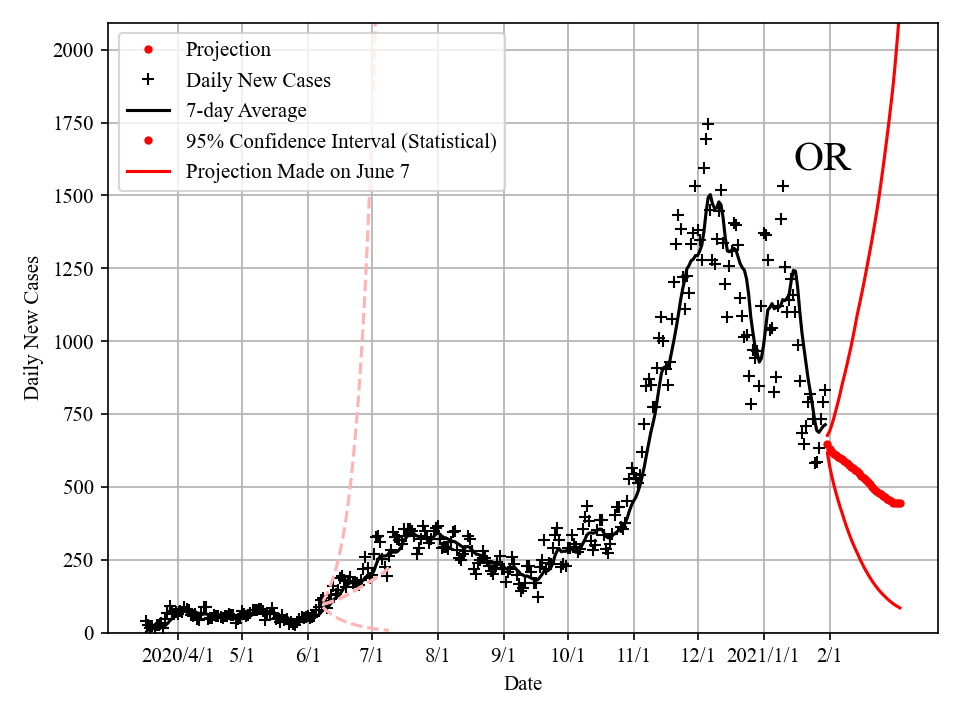 2000
1750
1500
1250
1000
750
500
250
0
Daily New Cases
Projection
Daily New Cases
7-day Average
95% Confidence Interval (Statistical)
Projection Made on June 7
OR
2020/4/1 5/1 6/1 7/1 8/1 9/1 10/1 11/1 12/1 2021/1/1 2/1
Date